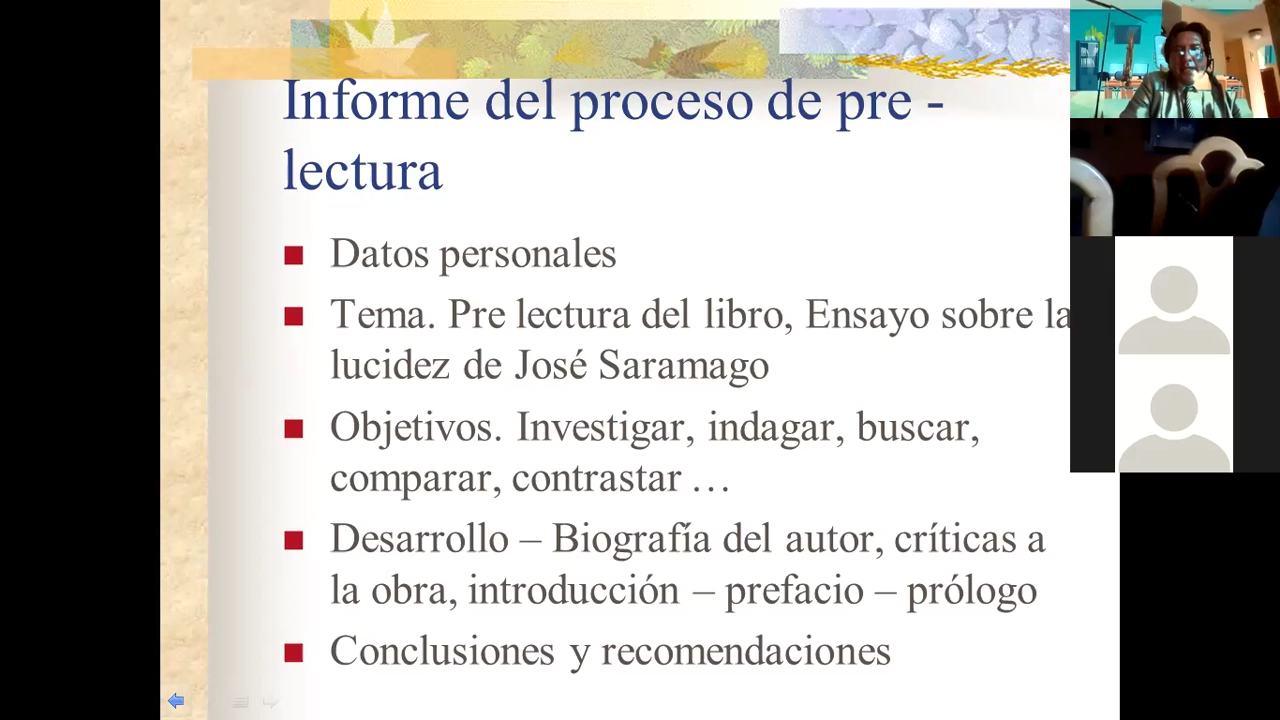 Informe del proceso de pre -
lectura
Datos personales
Tema. Pre lectura del libro, Ensayo sobre la
lucidez de José Saramago
Objetivos. Investigar, indagar, buscar,
comparar, contrastar …
Desarrollo – Biografía del autor, críticas a
la obra, introducción – prefacio – prólogo
Conclusiones y recomendaciones